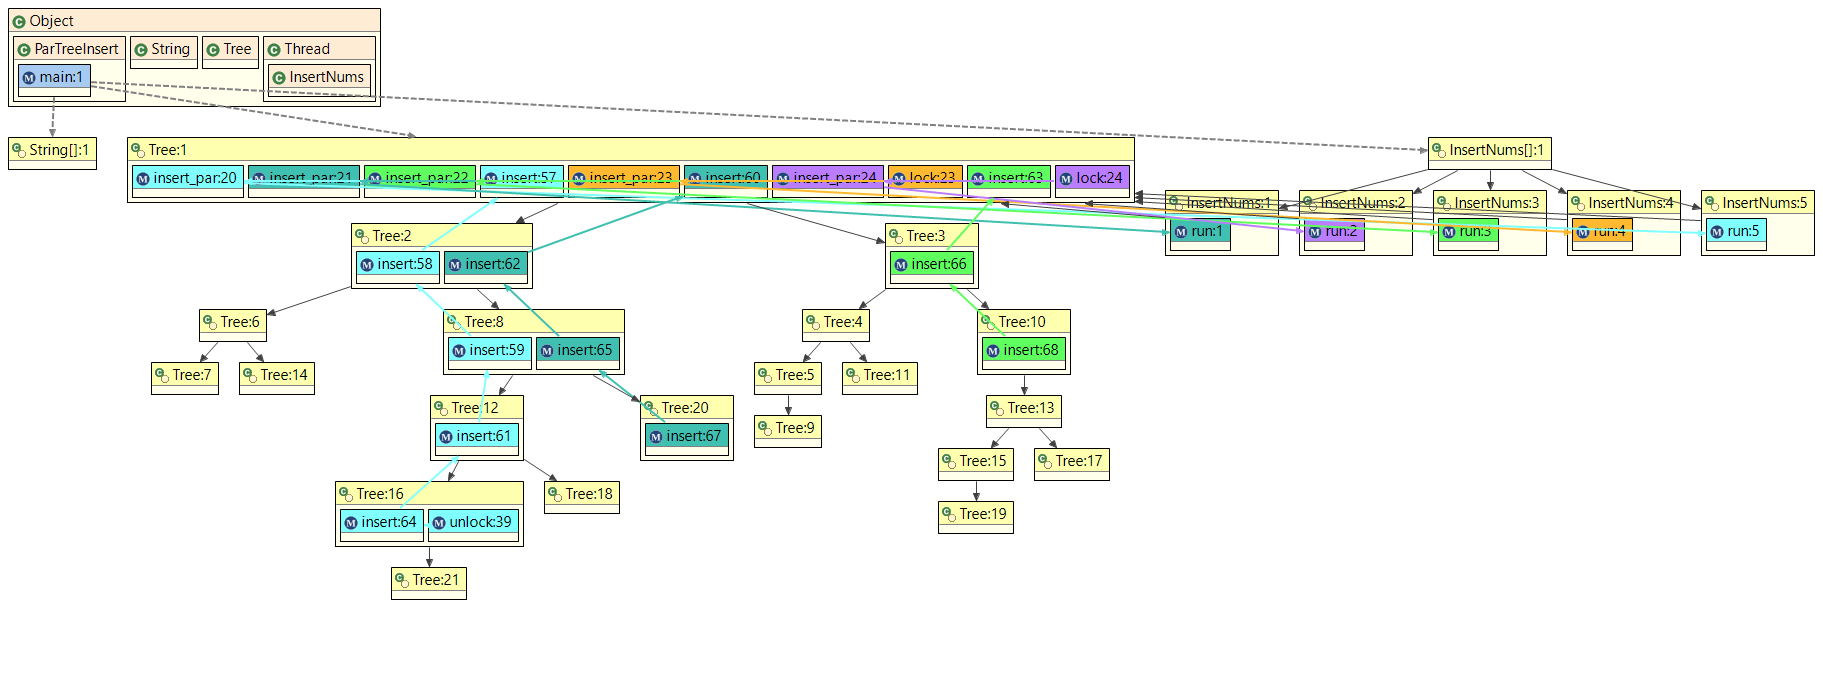 Object
ParTreeInsert String Tree Thread
main:1 InsertNums
String[]:1 Tree:1 InsertNums[]:1
insert_par:20 insert_par:21 insert_par:22 insert:57 insert_par:23 insert:60 insert_par:24 lock:23 insert:63 lock:24
InsertNums:1 InsertNums:2 InsertNums:3 InsertNums:4 InsertNums:5
run:1 run:2 run:3 run:4 run:5
Tree:2 Tree:3
insert:58 insert:62 insert:66
Tree:6 Tree:8 Tree:4 Tree:10
insert:59 insert:65 insert:68
Tree:7 Tree:14 Tree:5 Tree:11
Tree:12 Tree:20 Tree:13
Tree:9
insert:61 insert:67
Tree:15 Tree:17
Tree:16 Tree:18
Tree:19
insert:64 unlock:39
Tree:21